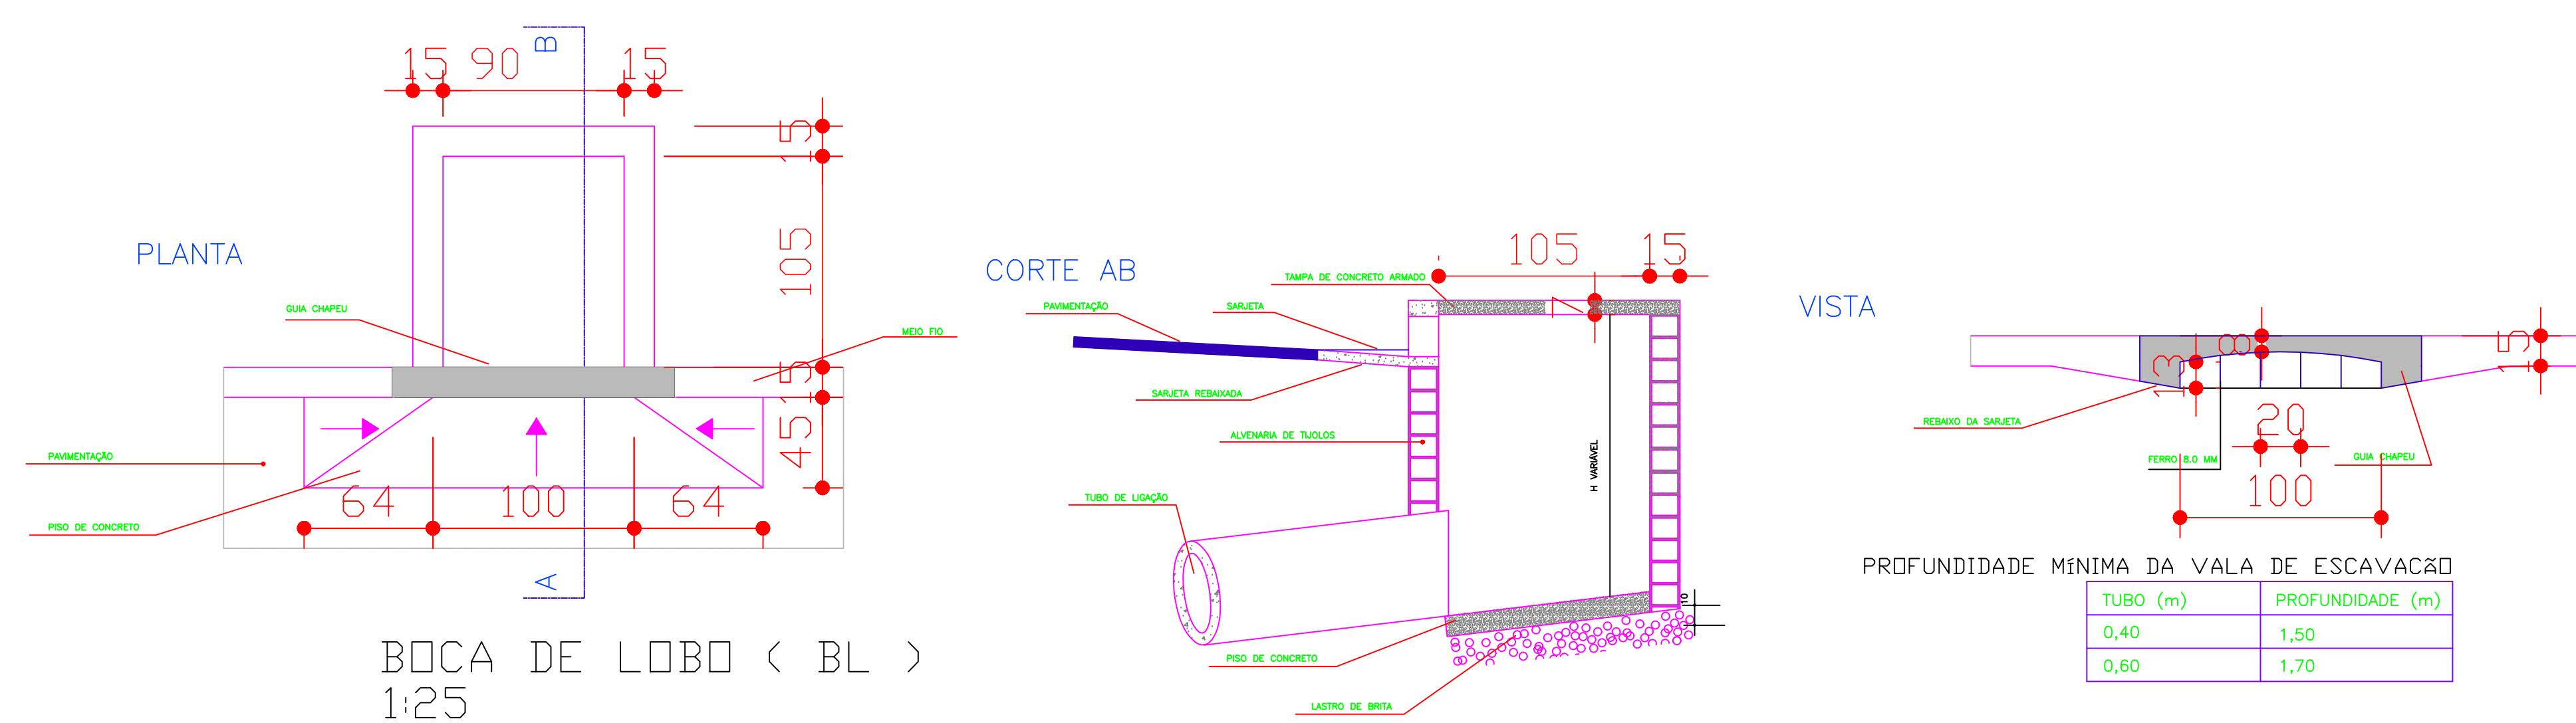 B
15 90 15
15
105
15
45
PLANTA
GUIA CHAPEU
MEIO FIO
PAVIMENTAÇÃO
PISO DE CONCRETO
64 100 64
A
BOCA DE LOBO ( BL )
1:25
CORTE AB
105 15
TAMPA DE CONCRETO ARMADO
PAVIMENTAÇÃO
SARJETA
SARJETA REBAIXADA
ALVENARIA DE TIJOLOS
H VARIÁVEL
TUBO DE LIGAÇÃO
10
PISO DE CONCRETO
LASTRO DE BRITA
VISTA
08
13
15
REBAIXO DA SARJETA
20
FERRO 8.0 MM
GUIA CHAPEU
100
PROFUNDIDADE MÍNIMA DA VALA DE ESCAVACÃO
TUBO (m) PROFUNDIDADE (m)
0,40 1,50
0,60 1,70